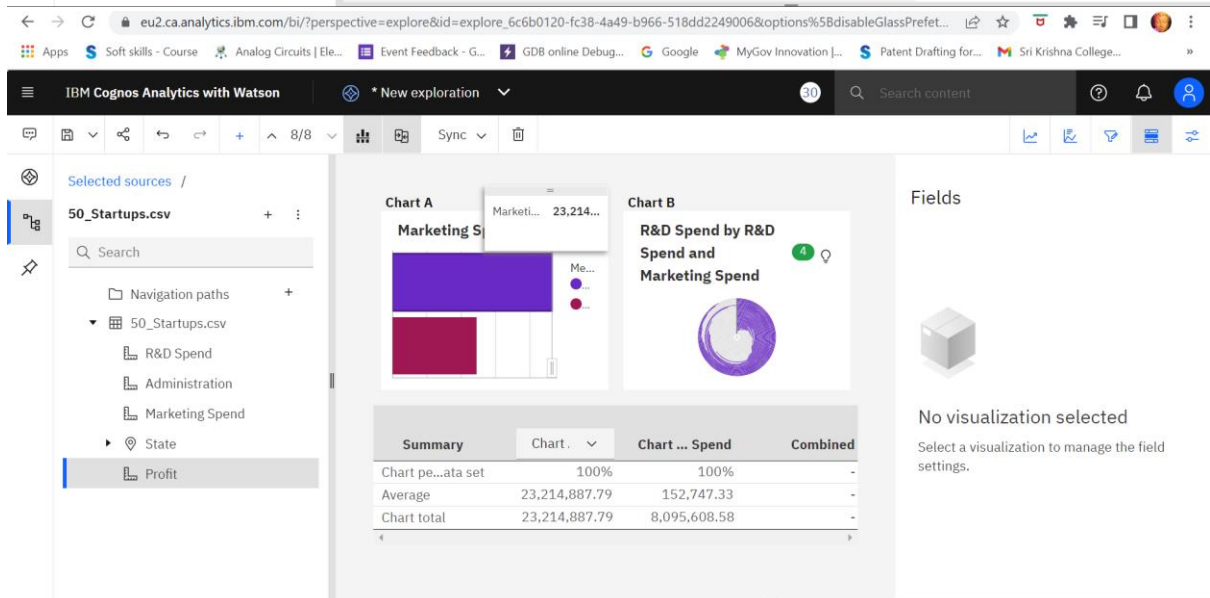 eu2.ca.analytics.ibm.com/bi/?perspective=explore&id=explore_6c6b0120-fc38-4a49-b966-518dd2249006&options%5BdisableGlassPrefet...
Apps Soft skills - Course Analog Circuits | Ele... Event Feedback - G... GDB online Debug... Google MyGov Innovation |... Patent Drafting for... Sri Krishna College... »
IBM Cognos Analytics with Watson * New exploration 30 Search content
8/8 Sync
Selected sources /
50_Startups.csv
Search
Navigation paths
50_Startups.csv
R&D Spend
Administration
Marketing Spend
State
Profit
Chart A
Marketing Sp
Marketi... 23,214...
Me...
...
...
Chart B
R&D Spend by R&D
Spend and
Marketing Spend
4
Summary Chart . Chart ... Spend Combined
Chart pe...ata set 100% 100% -
Average 23,214,887.79 152,747.33 -
Chart total 23,214,887.79 8,095,608.58 -
Fields
No visualization selected
Select a visualization to manage the field
settings.